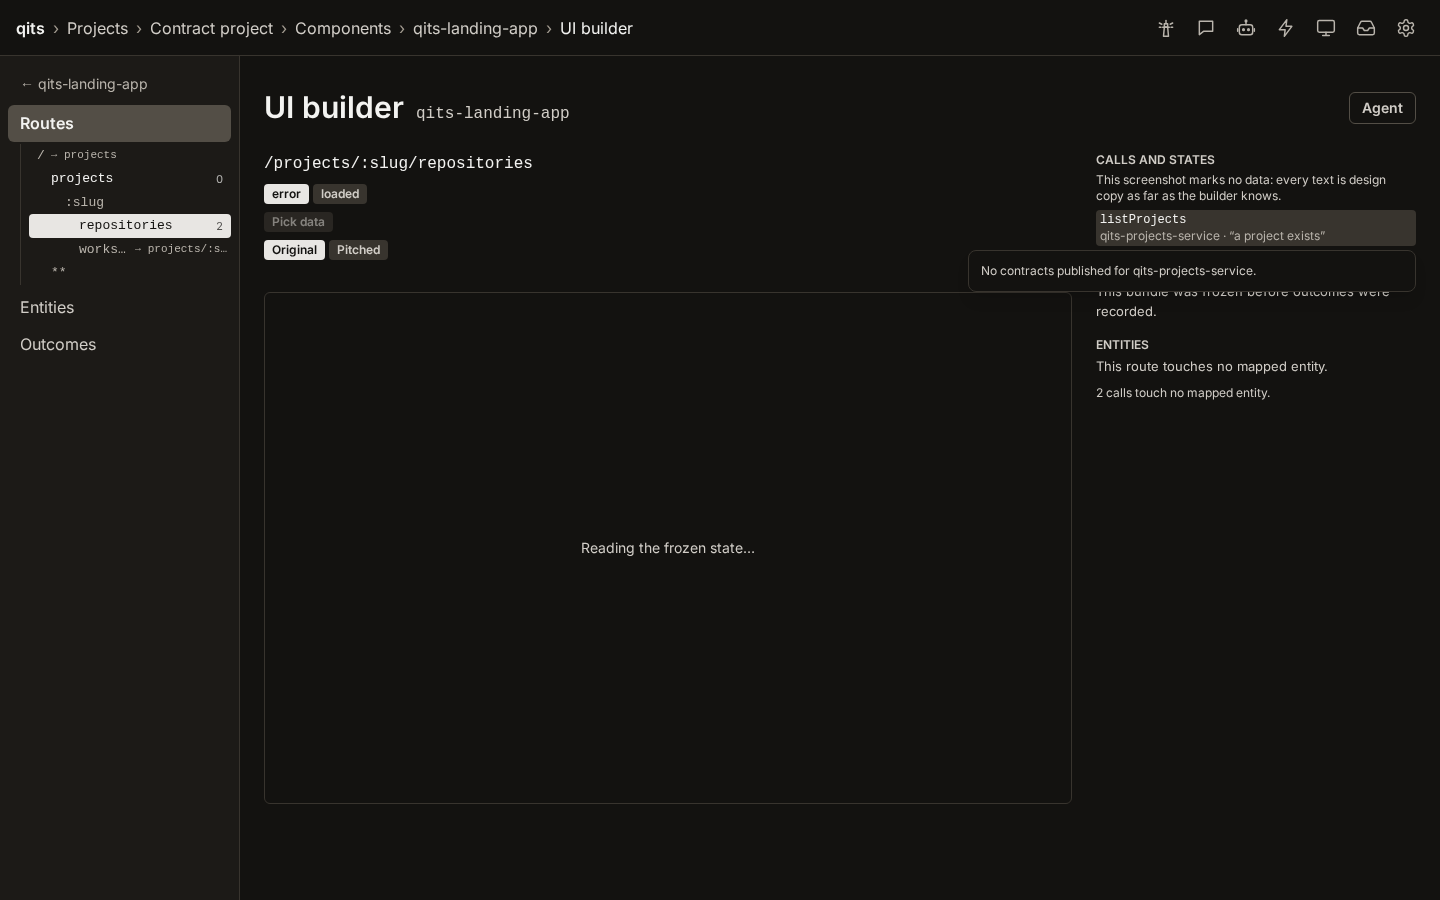 qits › Projects › Contract project › Components › qits-landing-app › UI builder
← qits-landing-app
Routes
/ → projects
projects 0
:slug
repositories 2
works… → projects/:s…
**
Entities
Outcomes
UI builder qits-landing-app
Agent
/projects/:slug/repositories
error loaded
Pick data
Original Pitched
Reading the frozen state…
CALLS AND STATES
This screenshot marks no data: every text is design
copy as far as the builder knows.
listProjects
qits-projects-service · “a project exists”
No contracts published for qits-projects-service.
This bundle was frozen before outcomes were
recorded.
ENTITIES
This route touches no mapped entity.
2 calls touch no mapped entity.